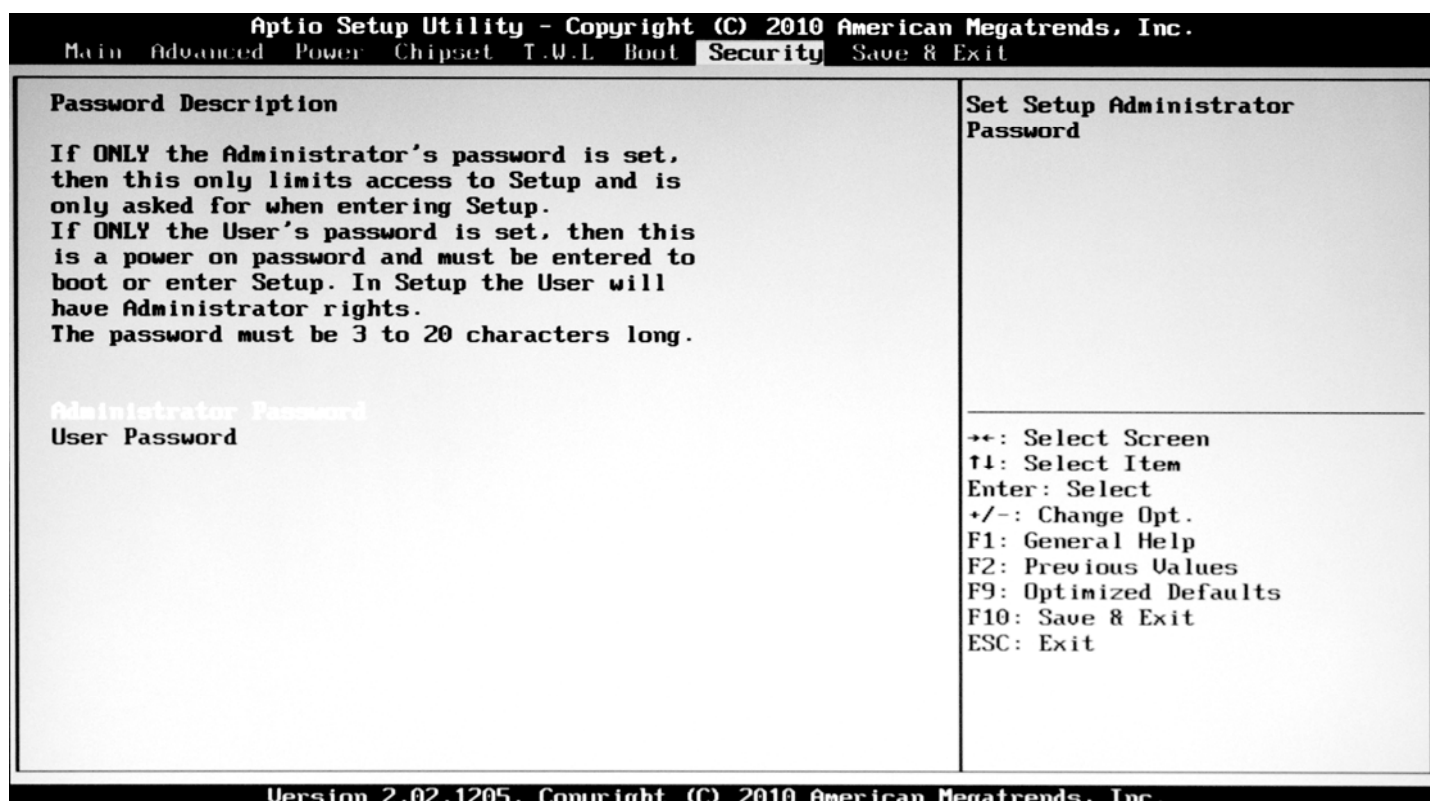 Aptio Setup Utility - Copyright (C) 2010 American Megatrends, Inc.
Main Advanced Power Chipset T.W.L Boot Security Save & Exit
Password Description
If ONLY the Administrator's password is set,
then this only limits access to Setup and is
only asked for when entering Setup.
If ONLY the User's password is set, then this
is a power on password and must be entered to
boot or enter Setup. In Setup the User will
have Administrator rights.
The password must be 3 to 20 characters long.
Administrator Password
User Password
Set Setup Administrator
Password
→←: Select Screen
↑↓: Select Item
Enter: Select
+/-: Change Opt.
F1: General Help
F2: Previous Values
F9: Optimized Defaults
F10: Save & Exit
ESC: Exit
Version 2.02.1205. Copyright (C) 2010 American Megatrends, Inc.